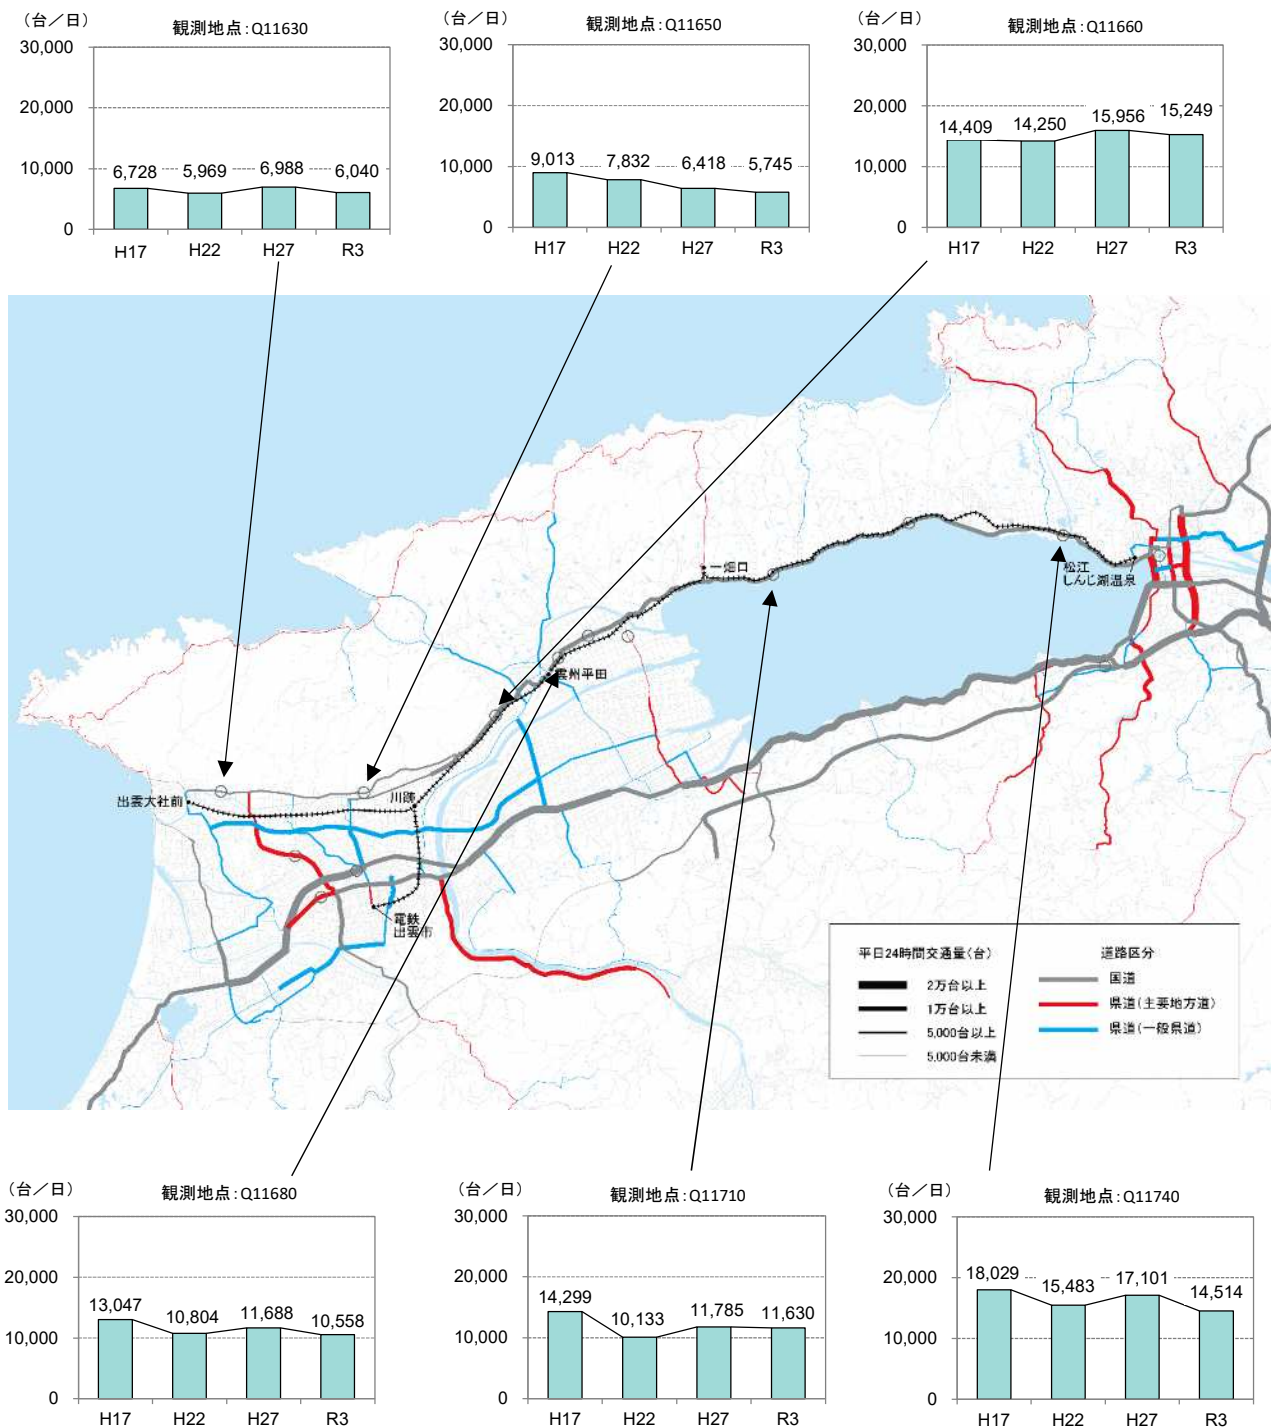 (台／日)
観測地点：Q11630
30,000
20,000
10,000
0
6,728
5,969
6,988
6,040
H17
H22
H27
R3
(台／日)
観測地点：Q11650
30,000
20,000
10,000
0
9,013
7,832
6,418
5,745
H17
H22
H27
R3
(台／日)
観測地点：Q11660
30,000
20,000
10,000
0
14,409
14,250
15,956
15,249
H17
H22
H27
R3
一畑口
松江
しんじ湖温泉
雲州平田
出雲大社前
川跡
電鉄
出雲市
平日24時間交通量(台)
2万台以上
1万台以上
5,000台以上
5,000台未満
道路区分
国道
県道(主要地方道)
県道(一般県道)
(台／日)
観測地点：Q11680
30,000
20,000
10,000
0
13,047
10,804
11,688
10,558
H17
H22
H27
R3
(台／日)
観測地点：Q11710
30,000
20,000
10,000
0
14,299
10,133
11,785
11,630
H17
H22
H27
R3
(台／日)
観測地点：Q11740
30,000
20,000
10,000
0
18,029
15,483
17,101
14,514
H17
H22
H27
R3